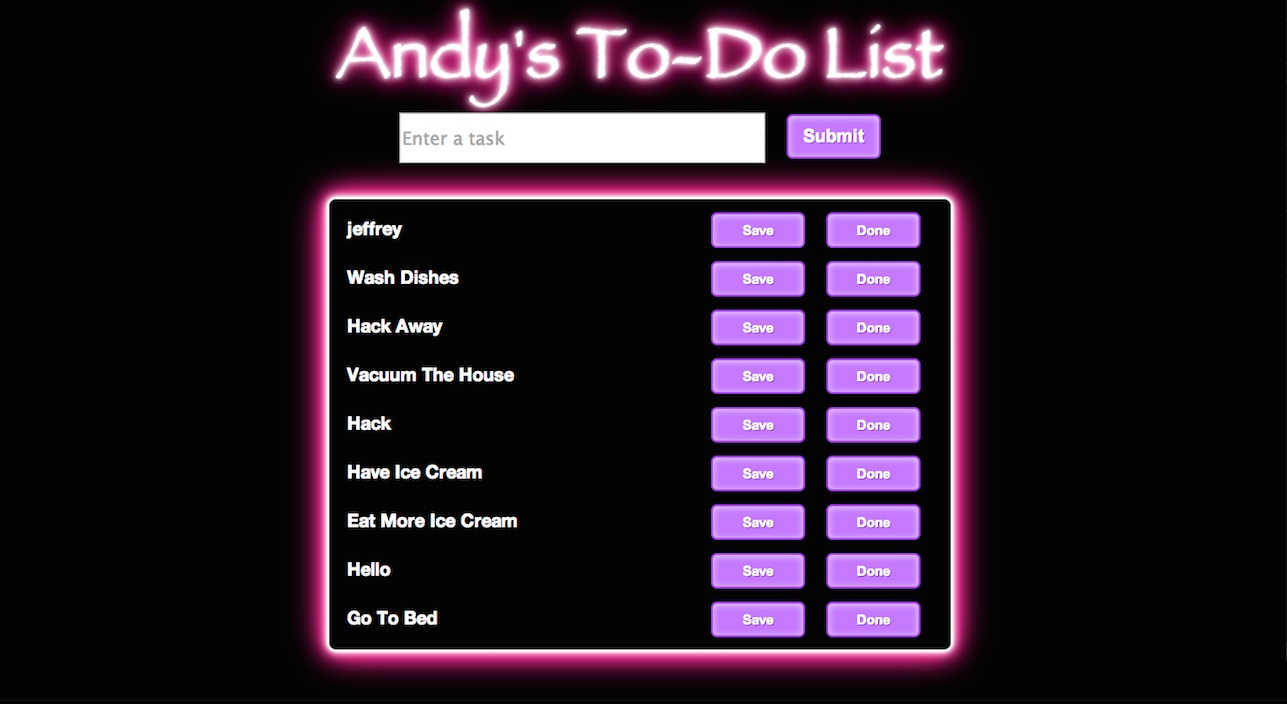 Andy's To-Do List
Enter a task Submit
jeffrey Save Done
Wash Dishes Save Done
Hack Away Save Done
Vacuum The House Save Done
Hack Save Done
Have Ice Cream Save Done
Eat More Ice Cream Save Done
Hello Save Done
Go To Bed Save Done